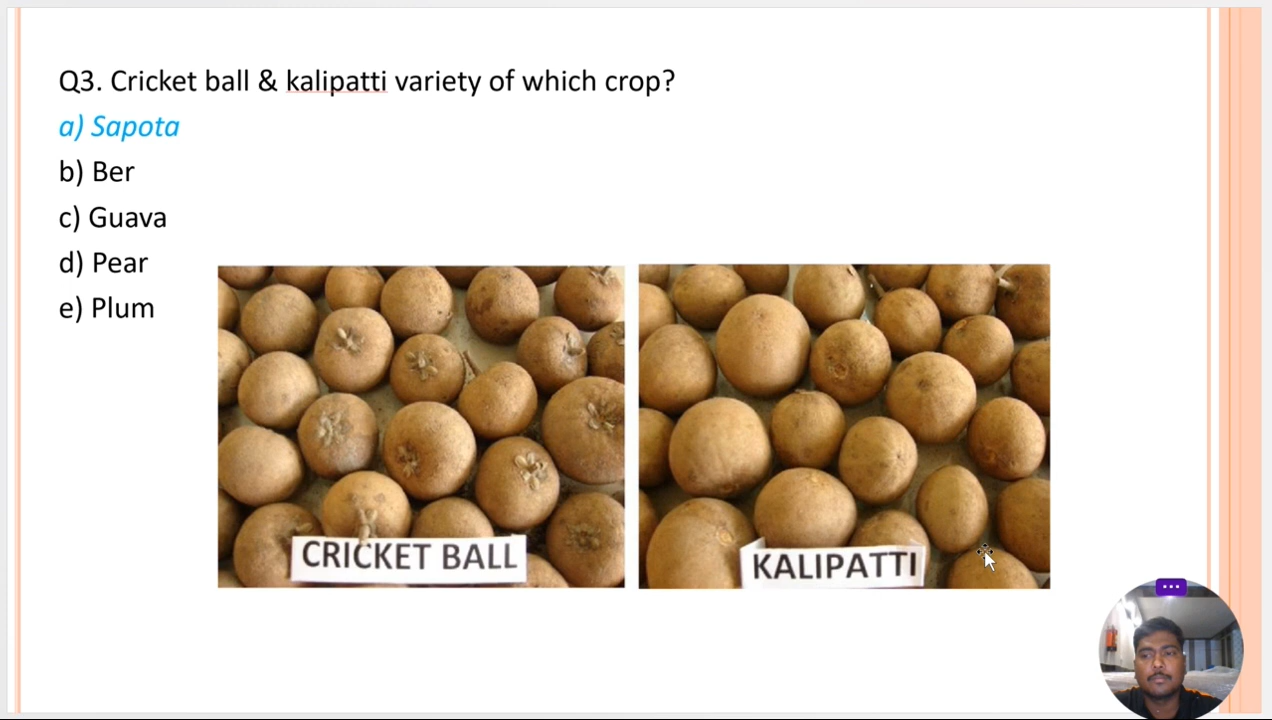 Q3. Cricket ball & kalipatti variety of which crop?
a) Sapota
b) Ber
c) Guava
d) Pear
e) Plum
CRICKET BALL
KALIPATTI